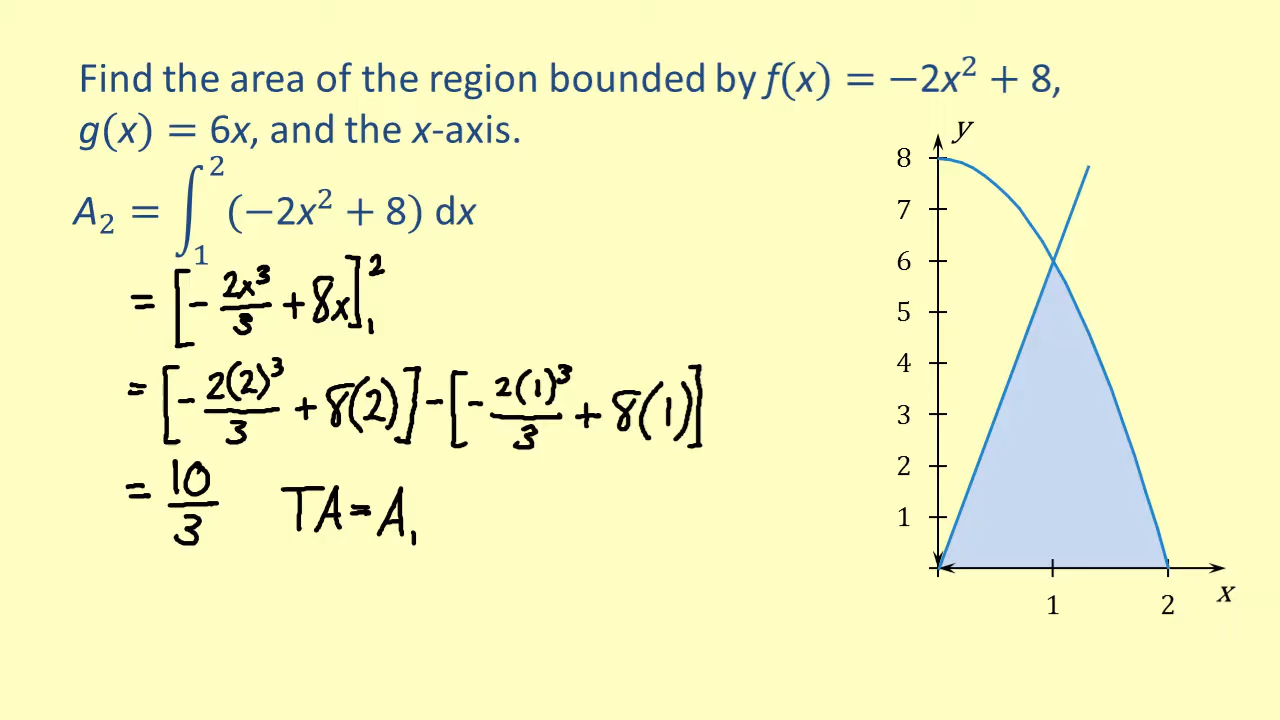 Find the area of the region bounded by f(x) = −2x² + 8,
g(x) = 6x, and the x-axis.
A₂ = ∫₁² (−2x² + 8) dx
= [− 2x³/3 + 8x]₁²
= [− 2(2)³/3 + 8(2)] − [− 2(1)³/3 + 8(1)]
= 10/3 TA = A₁
y
8
7
6
5
4
3
2
1
1 2
x